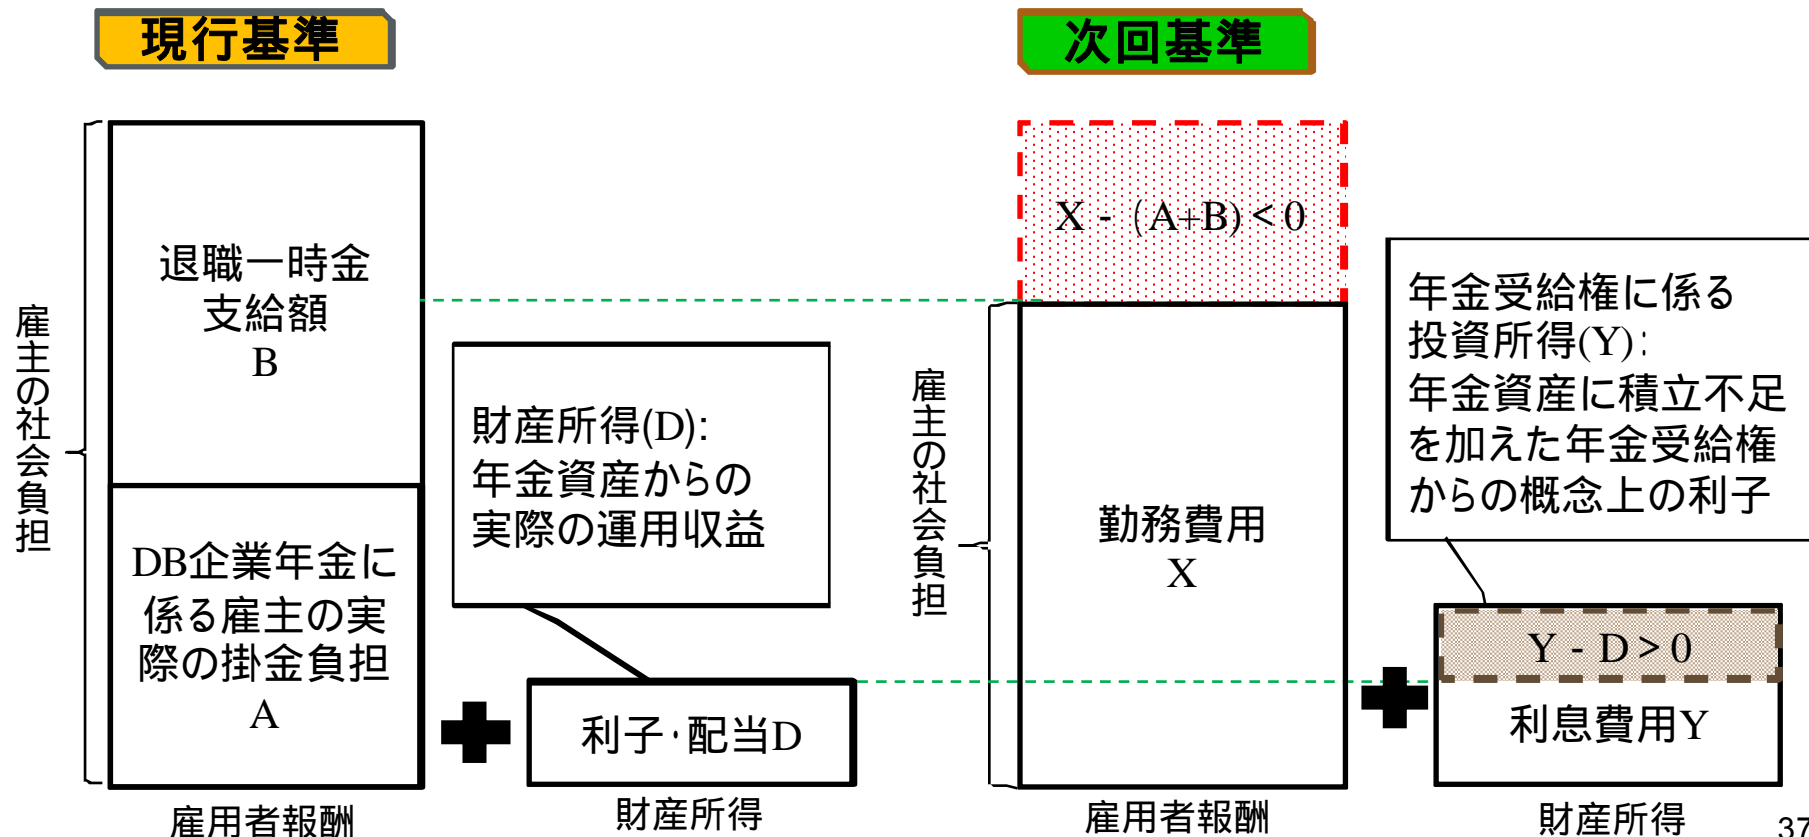 現行基準
雇主の社会負担
退職一時金
支給額
B
DB企業年金に
係る雇主の実
際の掛金負担
A
雇用者報酬
財産所得(D):
年金資産からの
実際の運用収益
利子・配当D
財産所得
次回基準
雇主の社会負担
X - (A+B) < 0
勤務費用
X
雇用者報酬
年金受給権に係る
投資所得(Y):
年金資産に積立不足
を加えた年金受給権
からの概念上の利子
Y - D > 0
利息費用Y
財産所得
37